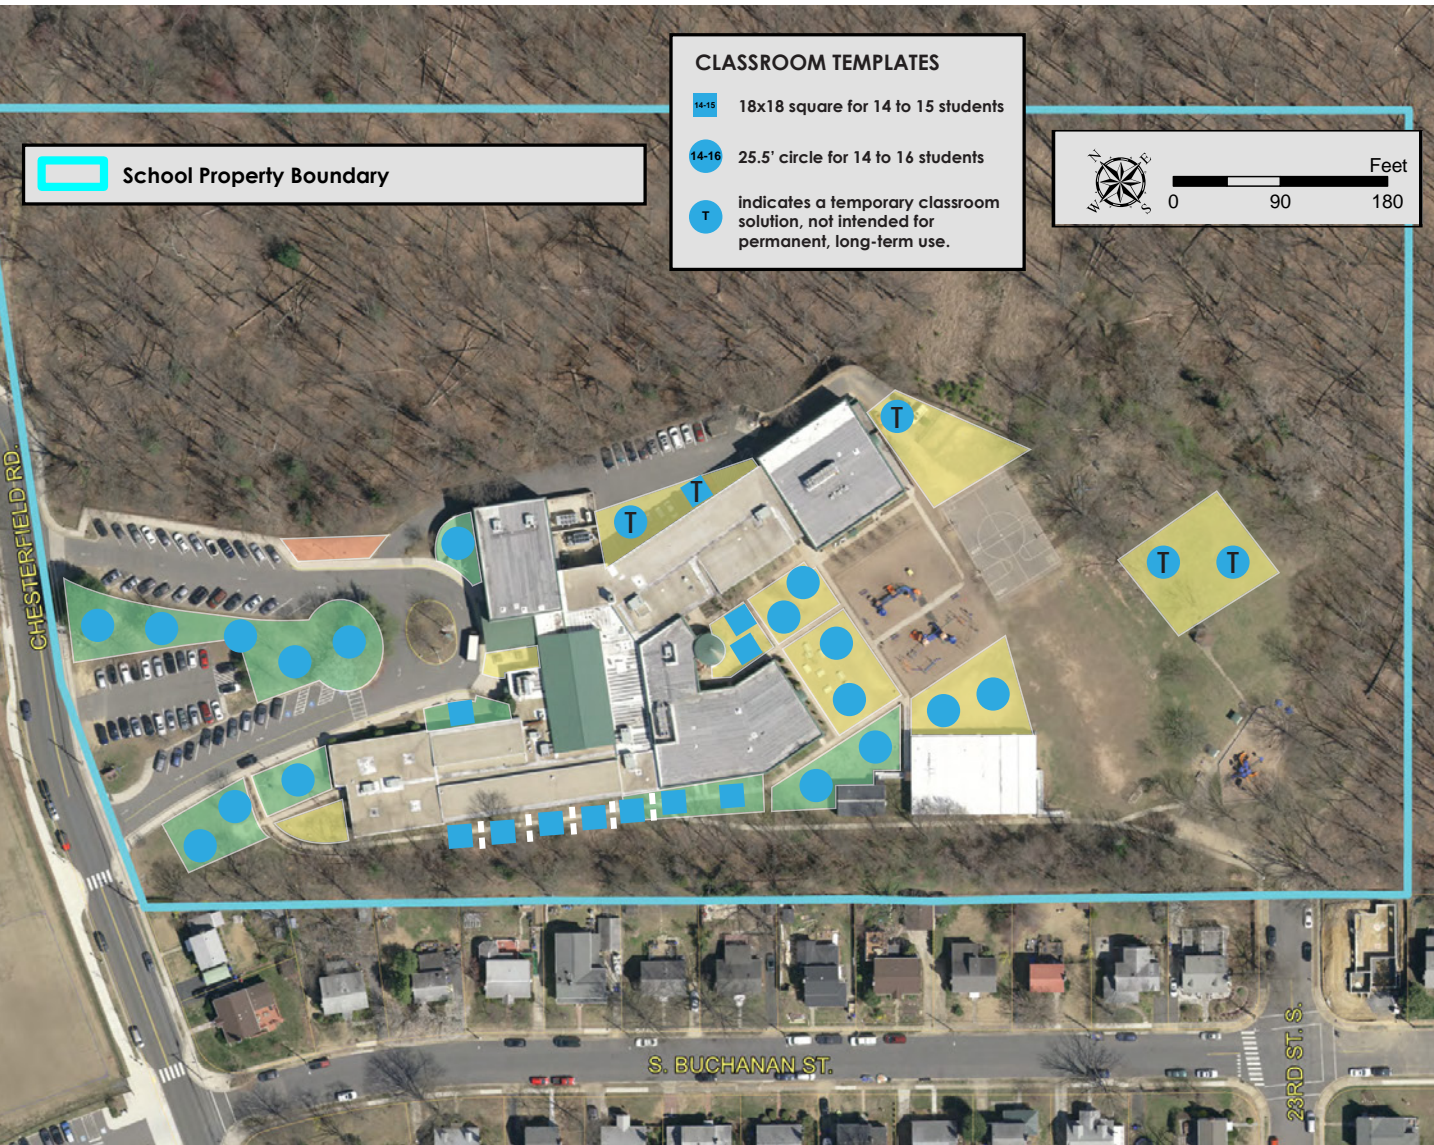 CLASSROOM TEMPLATES
14-15
18x18 square for 14 to 15 students
14-16
25.5' circle for 14 to 16 students
T
indicates a temporary classroom
solution, not intended for
permanent, long-term use.
School Property Boundary
N
E
W
S
Feet
0 90 180
T
T
T
T
T
CHESTERFIELD RD.
S. BUCHANAN ST.
23RD ST. S.